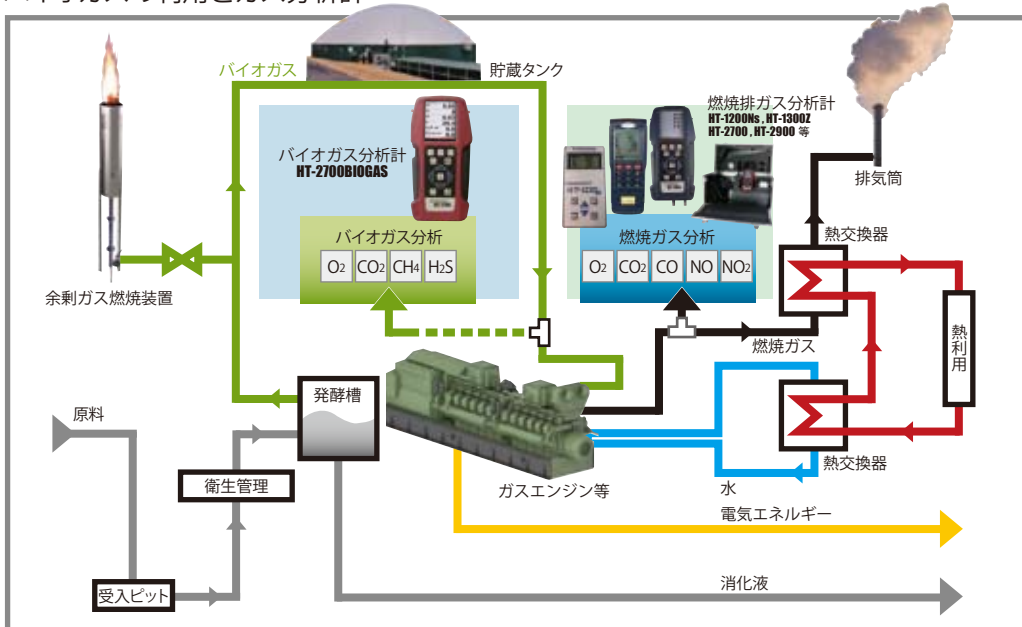 バイオガス
貯蔵タンク
燃焼排ガス分析計
HT-1200Ns , HT-1300Z
HT-2700 , HT-2900 等
バイオガス分析計
HT-2700BIOGAS
排気筒
バイオガス分析
O2 CO2 CH4 H2S
燃焼ガス分析
O2 CO2 CO NO NO2
熱交換器
余剰ガス燃焼装置
燃焼ガス
熱利用
発酵槽
原料
熱交換器
衛生管理
ガスエンジン等
水
電気エネルギー
受入ピット
消化液